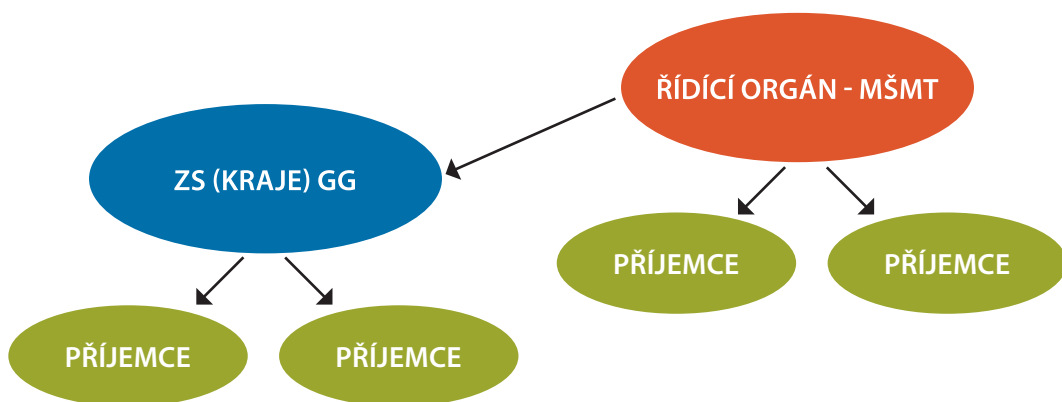 ŘÍDÍCÍ ORGÁN - MŠMT
ZS (KRAJE) GG
PŘÍJEMCE
PŘÍJEMCE
PŘÍJEMCE
PŘÍJEMCE